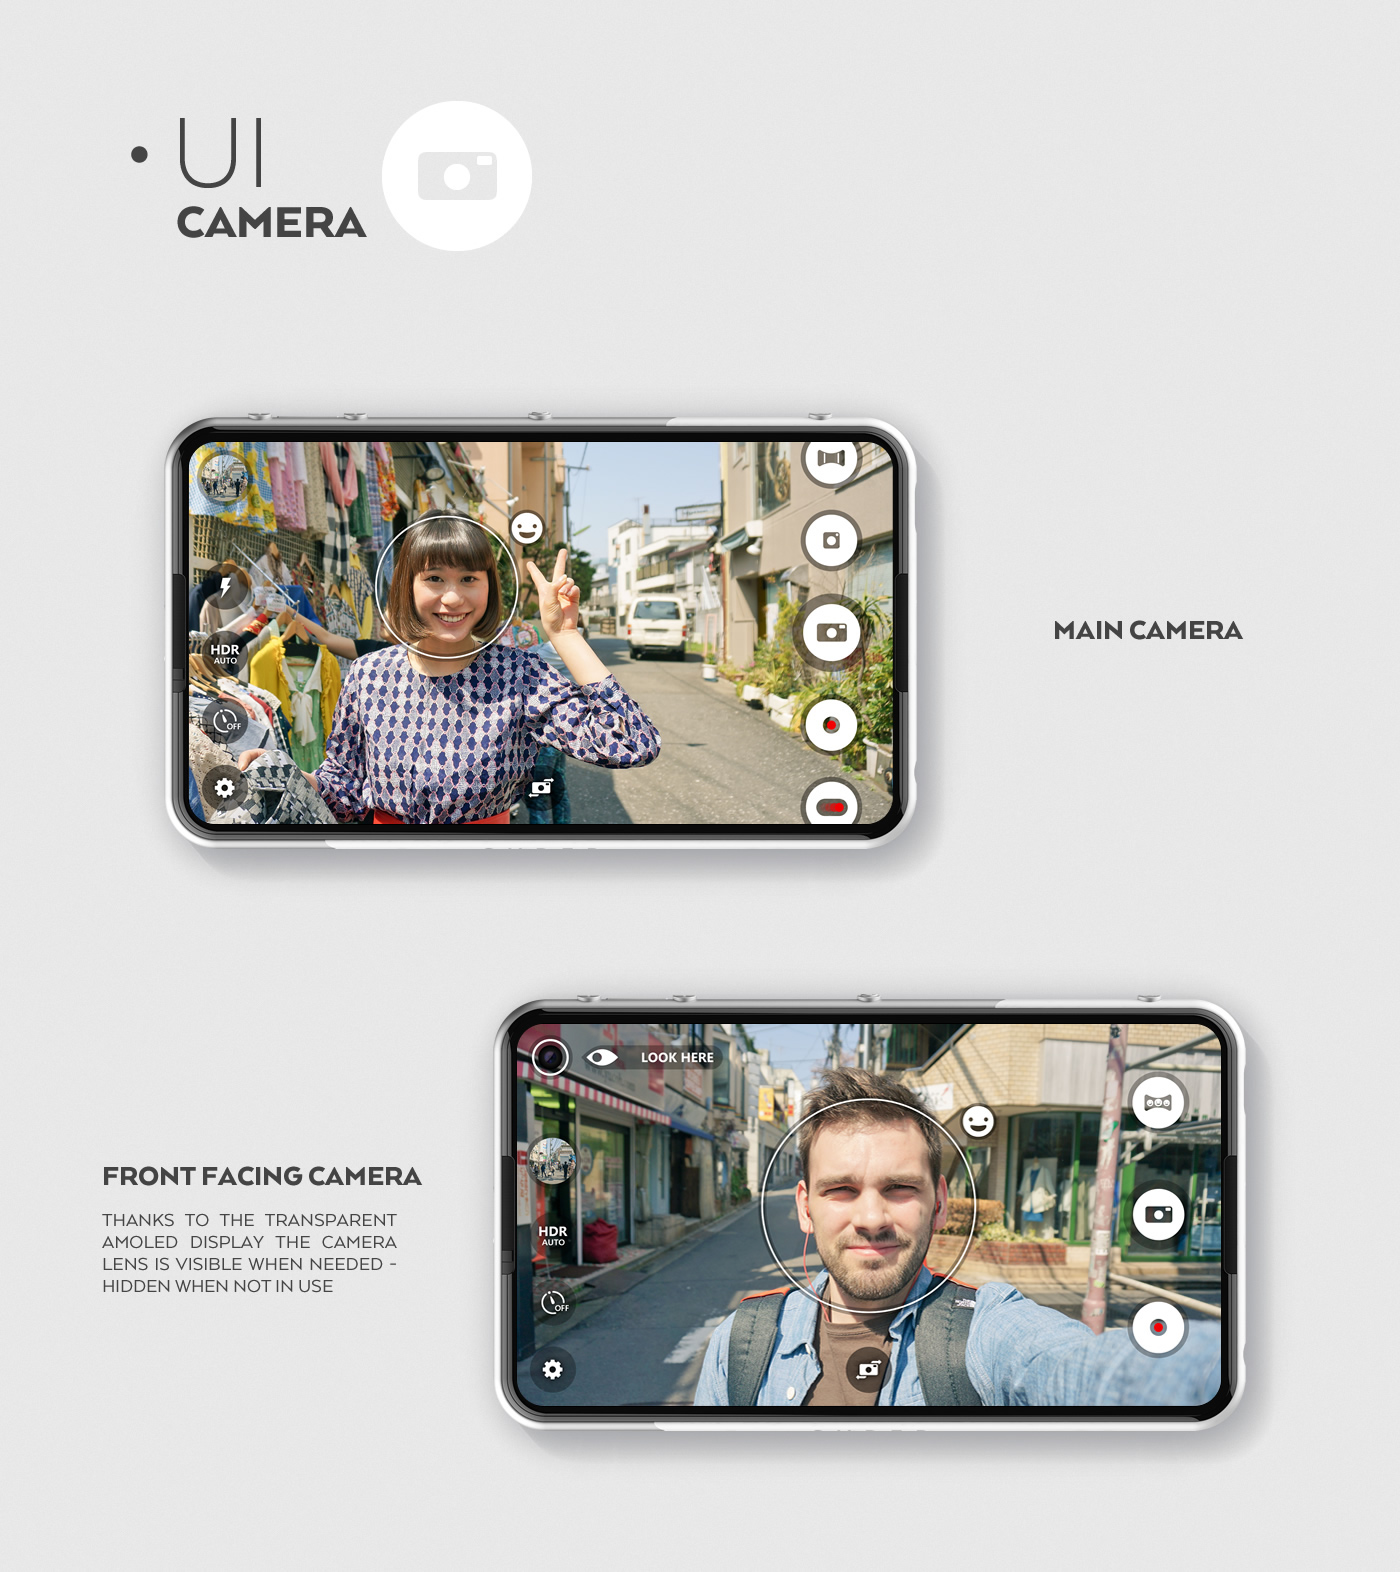 UI
CAMERA
HDR
AUTO
OFF
MAIN CAMERA
LOOK HERE
FRONT FACING CAMERA
THANKS TO THE TRANSPARENT
AMOLED DISPLAY THE CAMERA
LENS IS VISIBLE WHEN NEEDED -
HIDDEN WHEN NOT IN USE
HDR
AUTO
OFF